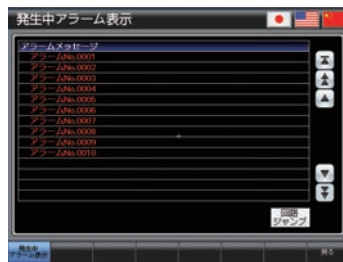 発生中アラーム表示
アラームメッセージ
アラームNo.0001
アラームNo.0002
アラームNo.0003
アラームNo.0004
アラームNo.0005
アラームNo.0006
アラームNo.0007
アラームNo.0008
アラームNo.0009
アラームNo.0010
回路
ジャンプ
発生中
アラーム表示
戻る